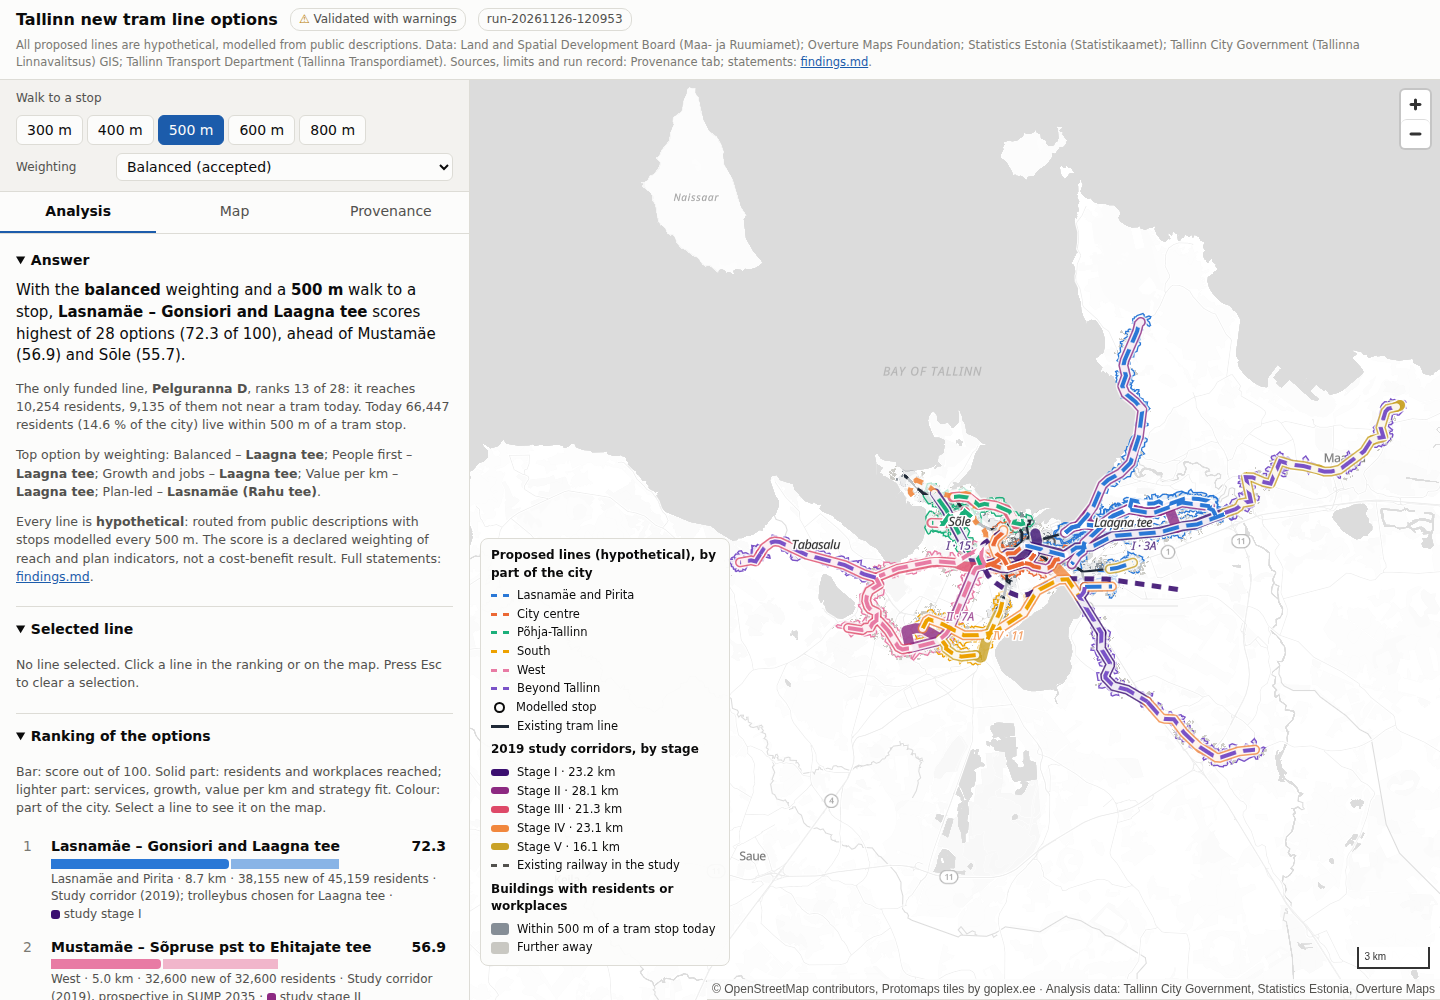 Tallinn new tram line options
⚠ Validated with warnings
run-20261126-120953
All proposed lines are hypothetical, modelled from public descriptions. Data: Land and Spatial Development Board (Maa- ja Ruumiamet); Overture Maps Foundation; Statistics Estonia (Statistikaamet); Tallinn City Government (Tallinna
Linnavalitsus) GIS; Tallinn Transport Department (Tallinna Transpordiamet). Sources, limits and run record: Provenance tab; statements: findings.md.
Walk to a stop
300 m
400 m
500 m
600 m
800 m
Weighting
Balanced (accepted)
Analysis
Map
Provenance
▼ Answer
With the balanced weighting and a 500 m walk to a
stop, Lasnamäe – Gonsiori and Laagna tee scores
highest of 28 options (72.3 of 100), ahead of Mustamäe
(56.9) and Sõle (55.7).
The only funded line, Pelguranna D, ranks 13 of 28: it reaches
10,254 residents, 9,135 of them not near a tram today. Today 66,447
residents (14.6 % of the city) live within 500 m of a tram stop.
Top option by weighting: Balanced – Laagna tee; People first –
Laagna tee; Growth and jobs – Laagna tee; Value per km –
Laagna tee; Plan-led – Lasnamäe (Rahu tee).
Every line is hypothetical: routed from public descriptions with
stops modelled every 500 m. The score is a declared weighting of
reach and plan indicators, not a cost-benefit result. Full statements:
findings.md.
▼ Selected line
No line selected. Click a line in the ranking or on the map. Press Esc
to clear a selection.
▼ Ranking of the options
Bar: score out of 100. Solid part: residents and workplaces reached;
lighter part: services, growth, value per km and strategy fit. Colour:
part of the city. Select a line to see it on the map.
1 Lasnamäe – Gonsiori and Laagna tee 72.3
Lasnamäe and Pirita · 8.7 km · 38,155 new of 45,159 residents ·
Study corridor (2019); trolleybus chosen for Laagna tee ·
study stage I
2 Mustamäe – Sõpruse pst to Ehitajate tee 56.9
West · 5.0 km · 32,600 new of 32,600 residents · Study corridor
(2019), prospective in SUMP 2035 · study stage II
Naissaar
BAY OF TALLINN
Maa
Sõle
Laagna tee
I · 15
I · 3A
Tabasalu
II · 7A
IV · 11
11
1
4
11
Saue
Proposed lines (hypothetical), by
part of the city
Lasnamäe and Pirita
City centre
Põhja-Tallinn
South
West
Beyond Tallinn
Modelled stop
Existing tram line
2019 study corridors, by stage
Stage I · 23.2 km
Stage II · 28.1 km
Stage III · 21.3 km
Stage IV · 23.1 km
Stage V · 16.1 km
Existing railway in the study
Buildings with residents or
workplaces
Within 500 m of a tram stop today
Further away
3 km
© OpenStreetMap contributors, Protomaps tiles by goplex.ee · Analysis data: Tallinn City Government, Statistics Estonia, Overture Maps